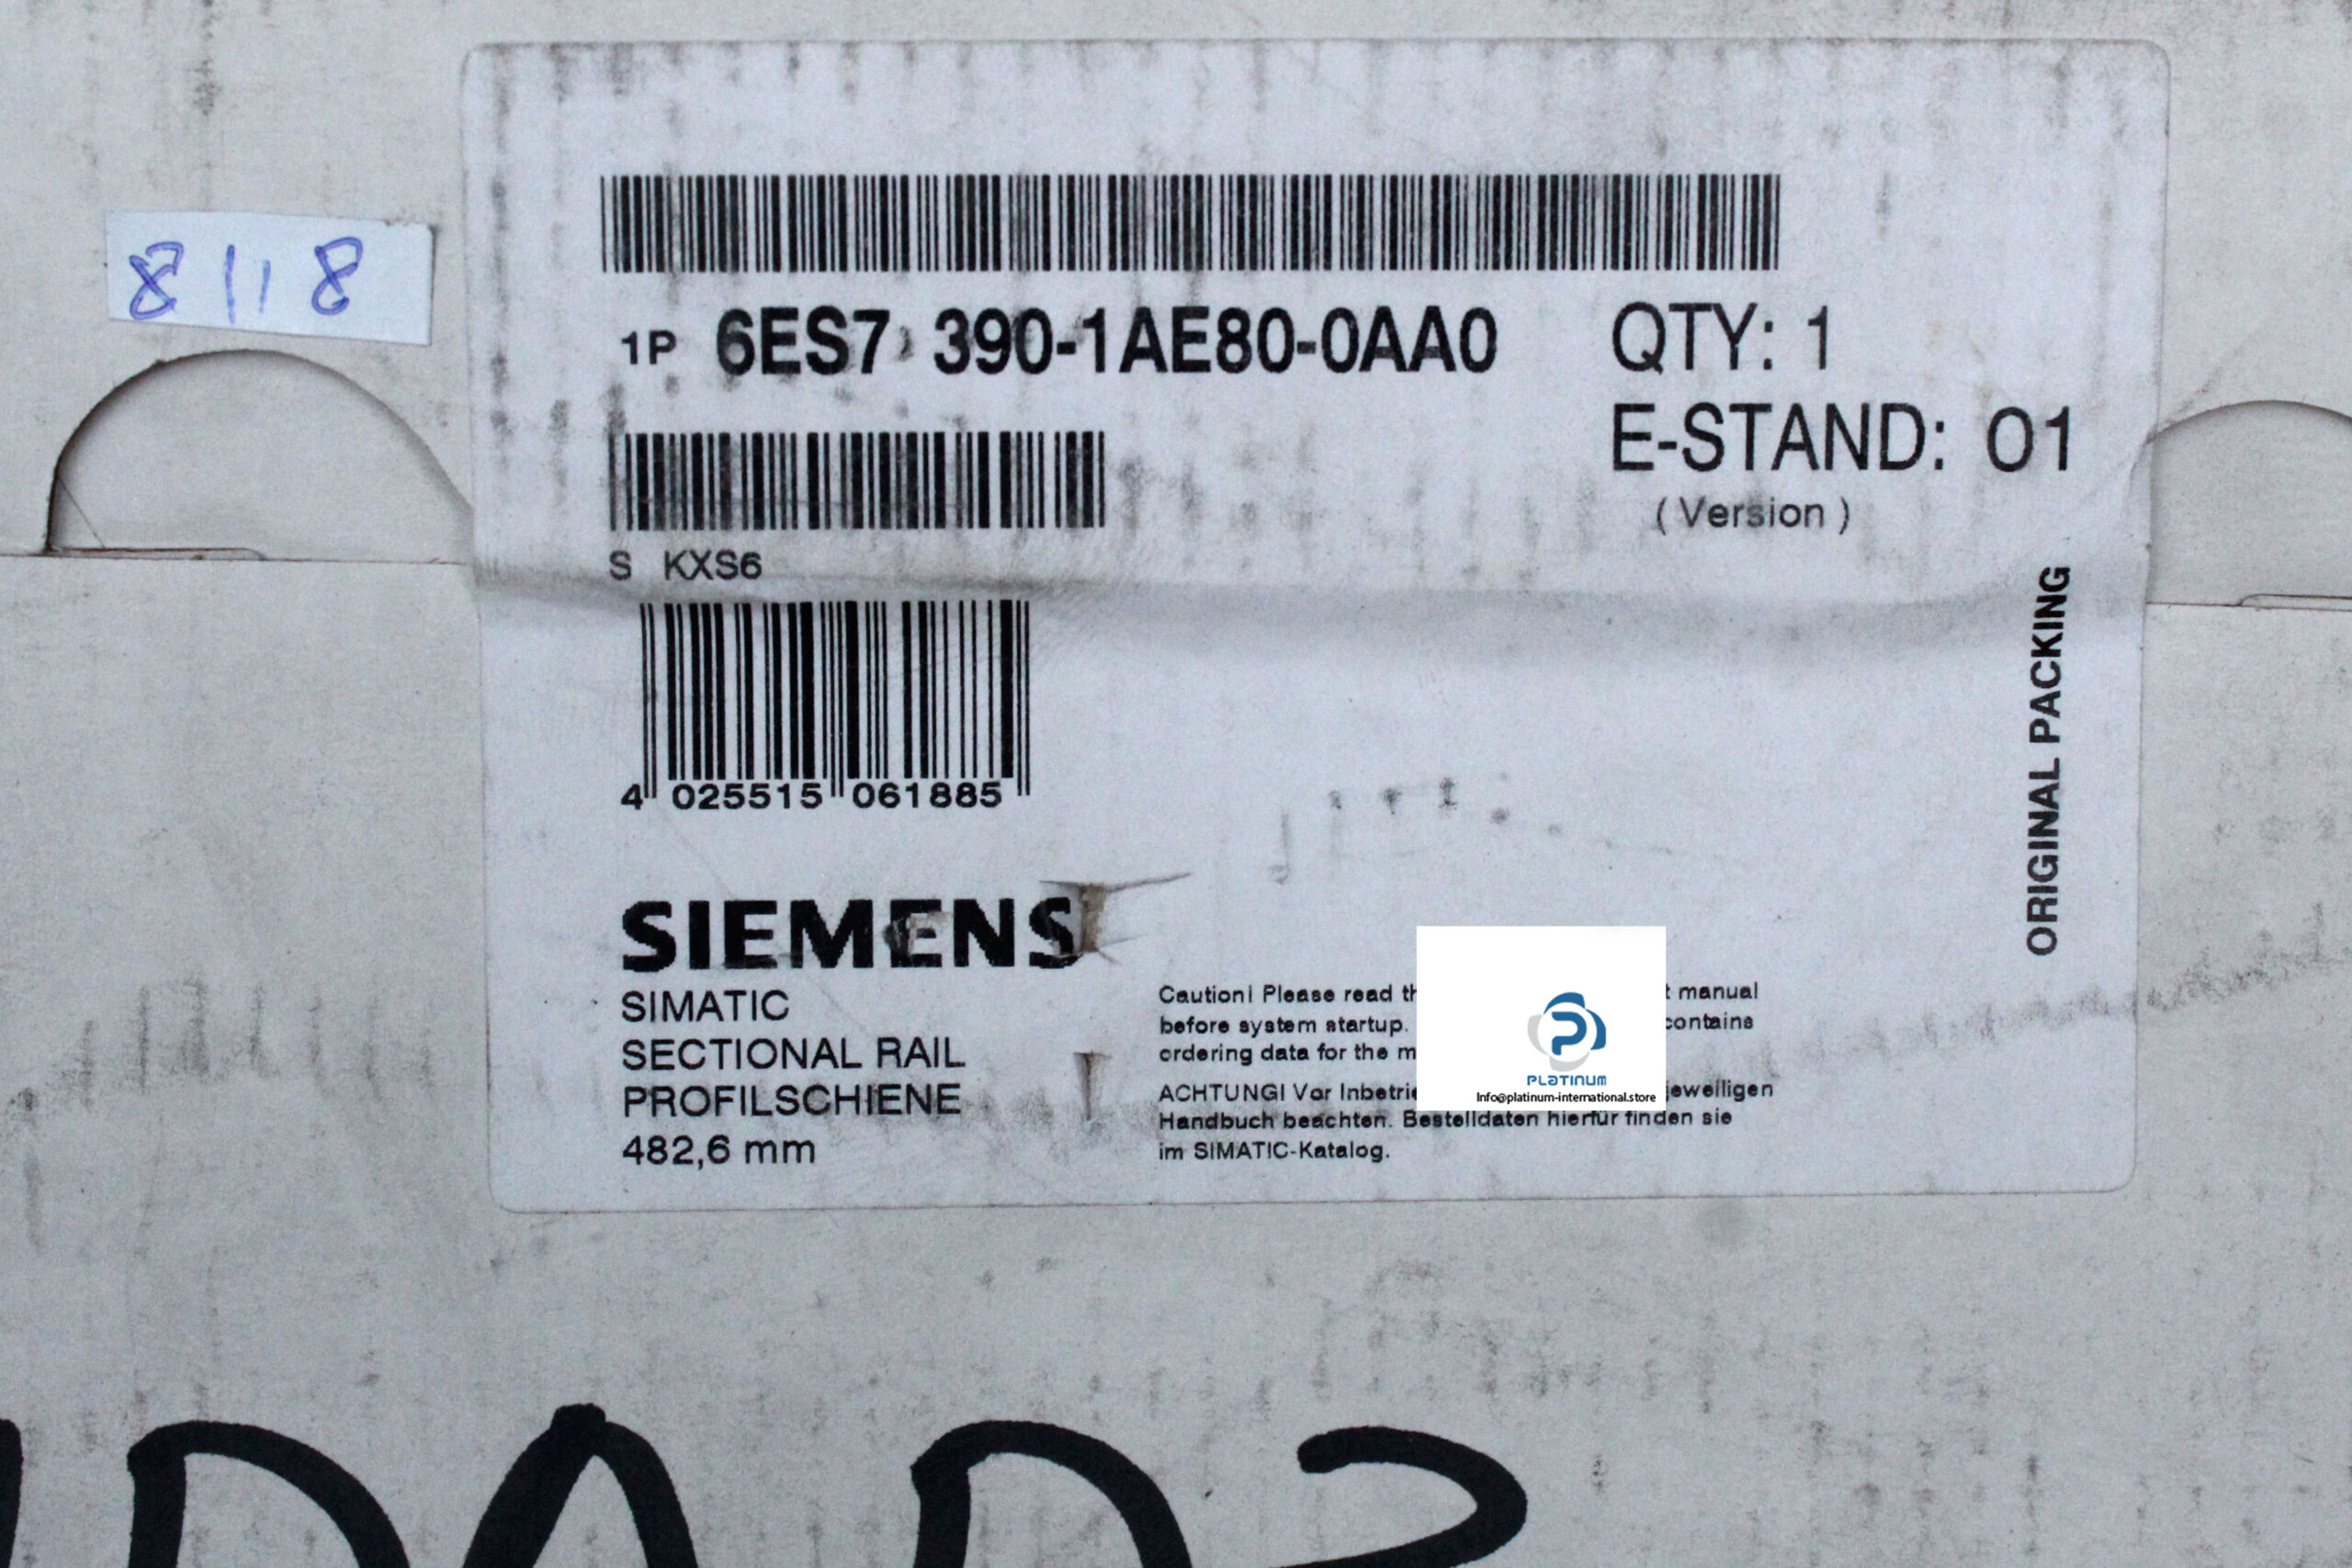 8118
1P 6ES7 390-1AE80-0AA0
QTY: 1
E-STAND: 01
( Version )
S KXS6
4 025515 061885
ORIGINAL PACKING
SIEMENS
SIMATIC
SECTIONAL RAIL
PROFILSCHIENE
482,6 mm
Caution! Please read manual
before system startup. contains
ordering data for the
ACHTUNG! Vor jeweiligen
Handbuch beachten. Bestelldaten hierfür finden sie
im SIMATIC-Katalog.
PLATINUM
Info@platinum-international.store